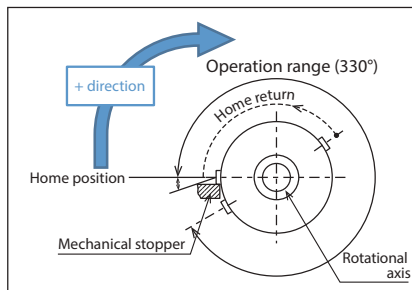 + direction
Operation range (330°)
Home return
Home position
Mechanical stopper
Rotational
axis